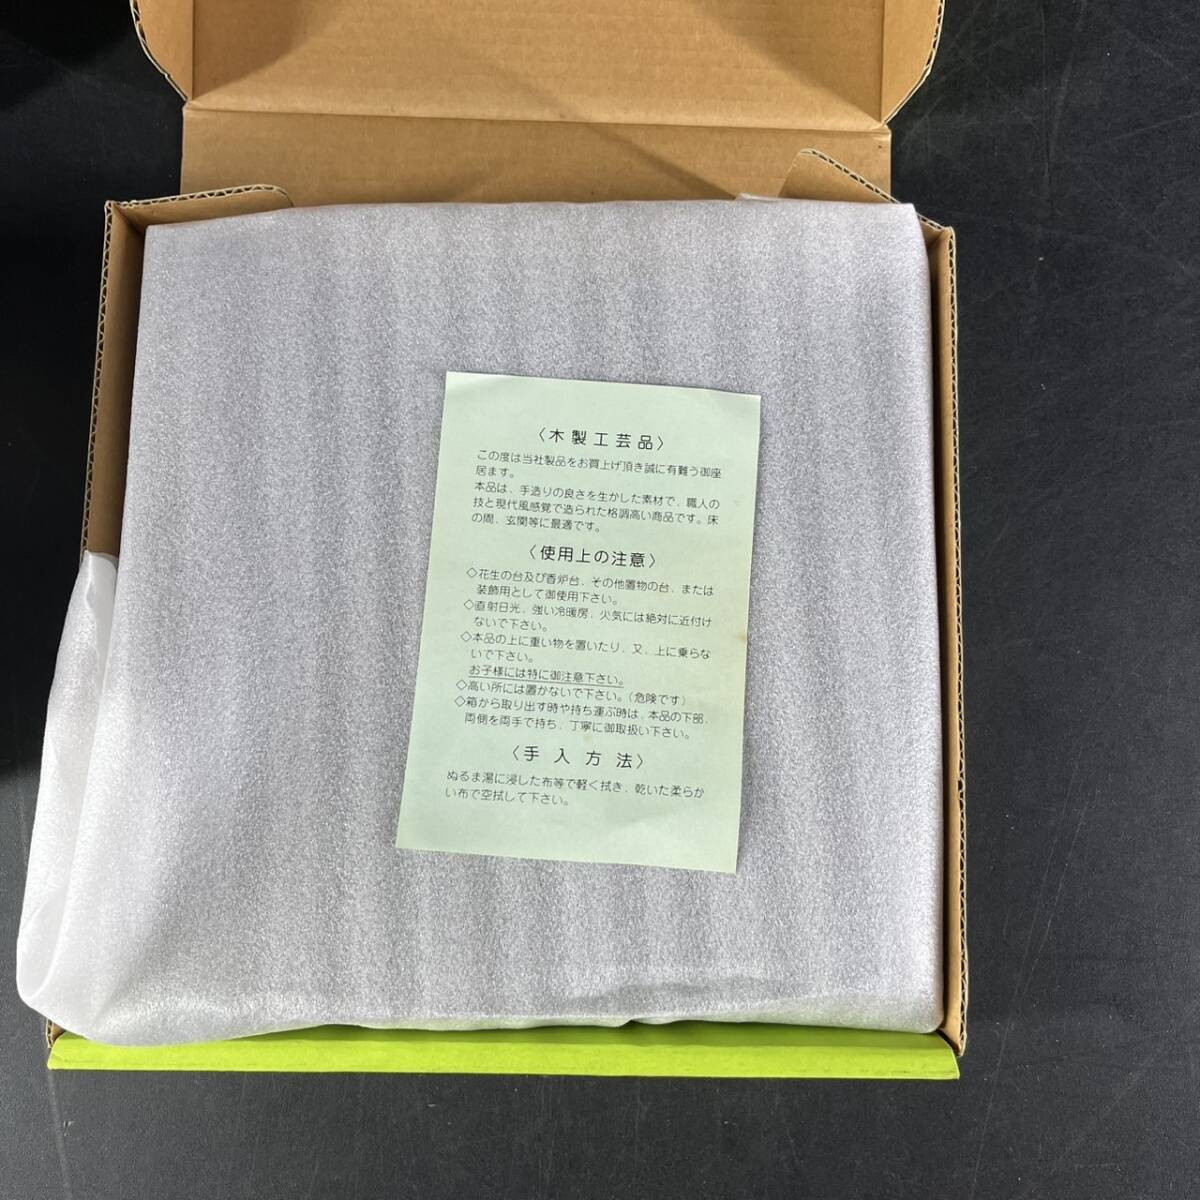 〈木製工芸品〉
この度は当社製品をお買上げ頂き誠に有難う御座
居ます。
本品は、手造りの良さを生かした素材で、職人の
技と現代風感覚で造られた格調高い商品です。床
の間、玄関等に最適です。
〈使用上の注意〉
◇花生の台及び香炉台、その他置物の台、または
装飾用として御使用下さい。
◇直射日光、強い冷暖房、火気には絶対に近付け
ないで下さい。
◇本品の上に重い物を置いたり、又、上に乗らな
いで下さい。
お子様には特に御注意下さい。
◇高い所には置かないで下さい。(危険です)
◇箱から取り出す時や持ち運ぶ時は、本品の下部、
両側を両手で持ち、丁寧に御取扱い下さい。
〈手入方法〉
ぬるま湯に浸した布等で軽く拭き、乾いた柔らか
い布で空拭して下さい。